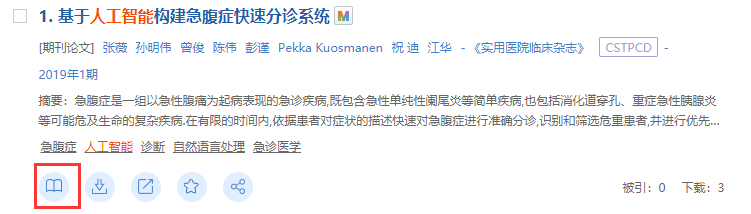 1. 基于人工智能构建急腹症快速分诊系统 M
[期刊论文] 张薇 孙明伟 曾俊 陈伟 彭谨 Pekka Kuosmanen 祝 迪 江华 - 《实用医院临床杂志》 CSTPCD -
2019年1期
摘要：急腹症是一组以急性腹痛为起病表现的急诊疾病,既包含急性单纯性阑尾炎等简单疾病,也包括消化道穿孔、重症急性胰腺炎
等可能危及生命的复杂疾病.在有限的时间内,依据患者对症状的描述快速对急腹症进行准确分诊,识别和筛选危重患者,并进行优先...
急腹症 人工智能 诊断 自然语言处理 急诊医学
被引：0 下载：3